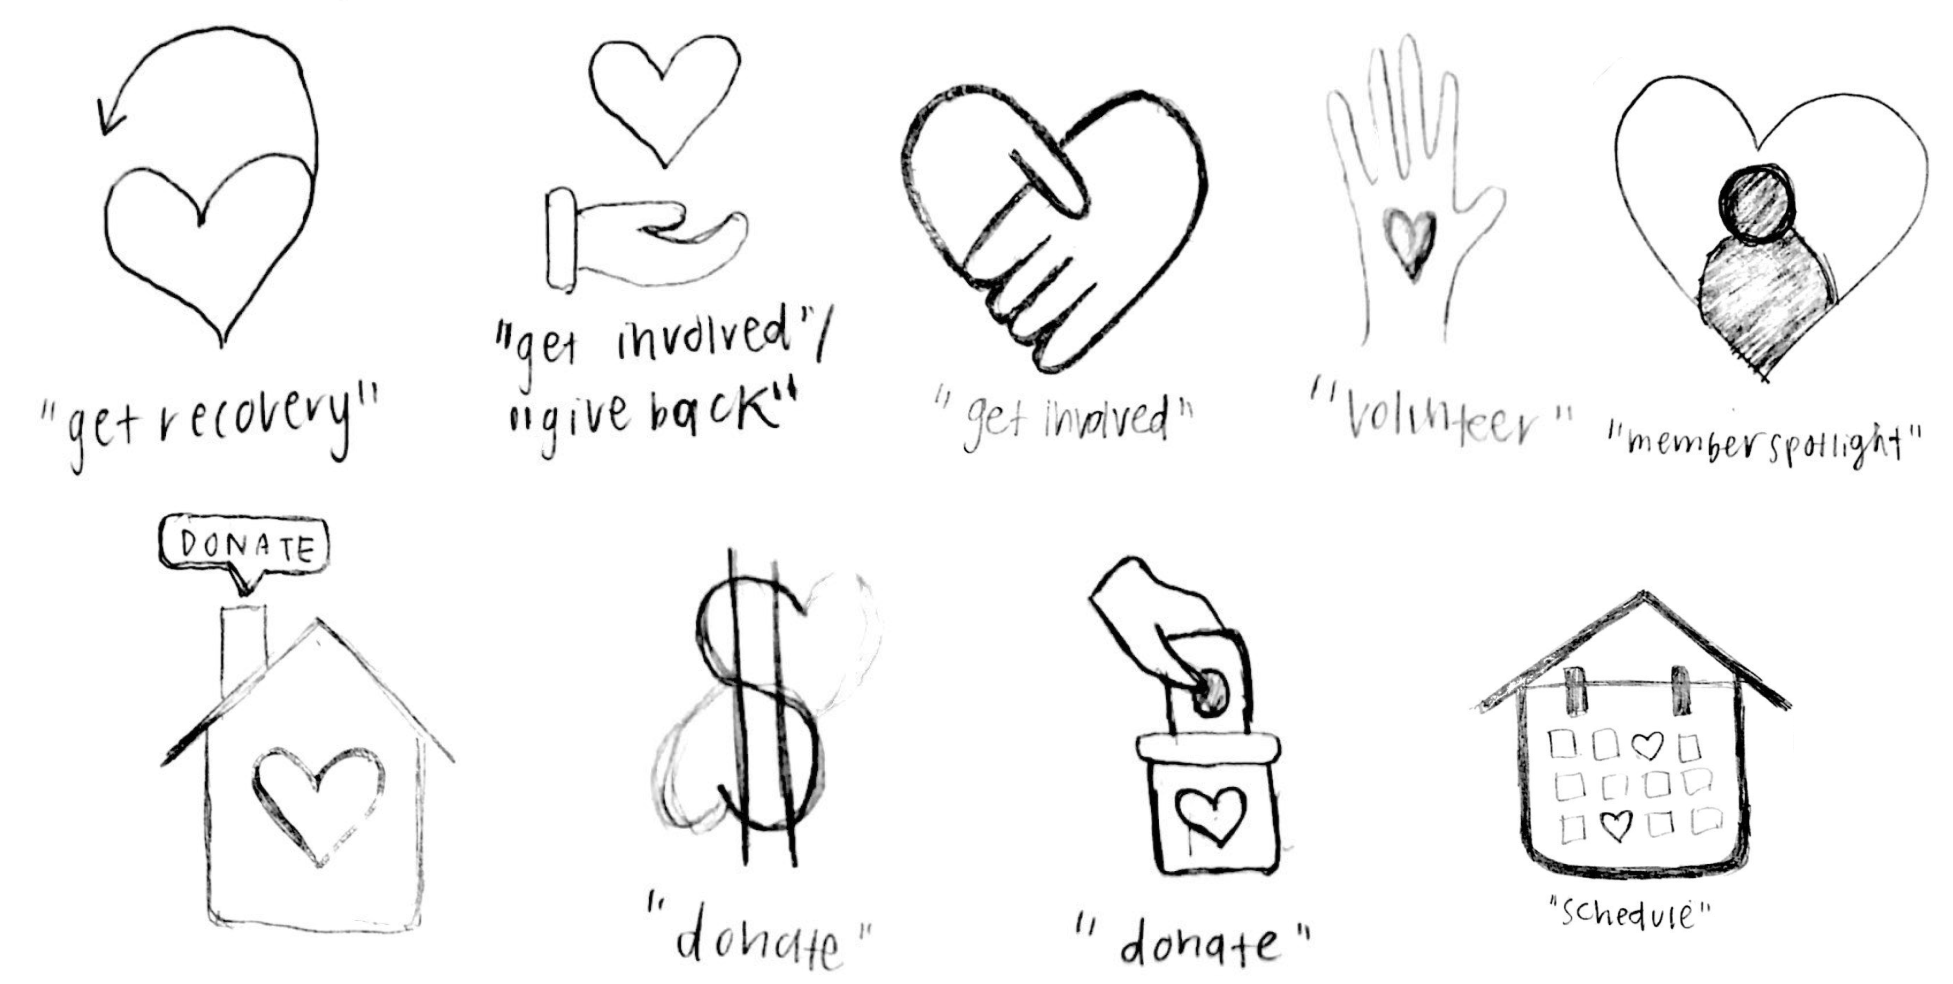 "get recovery"
"get involved"/
"give back"
"get involved"
"volunteer"
"member spotlight"
DONATE
"donate"
"donate"
"schedule"